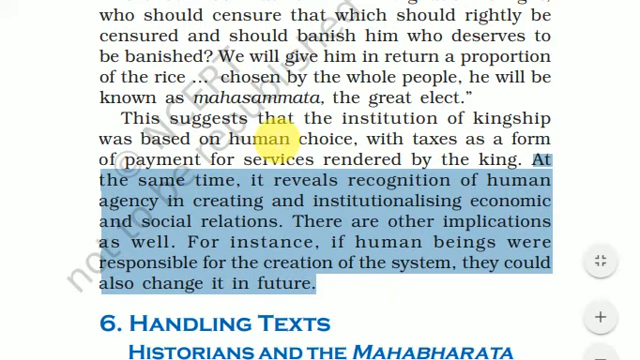 who should censure that which should rightly be
censured and should banish him who deserves to
be banished? We will give him in return a proportion
of the rice … chosen by the whole people, he will be
known as mahasammata, the great elect.”
This suggests that the institution of kingship
was based on human choice, with taxes as a form
of payment for services rendered by the king. At
the same time, it reveals recognition of human
agency in creating and institutionalising economic
and social relations. There are other implications
as well. For instance, if human beings were
responsible for the creation of the system, they could
also change it in future.
6. HANDLING TEXTS
HISTORIANS AND THE MAHABHARATA
© NCERT
not to be republished